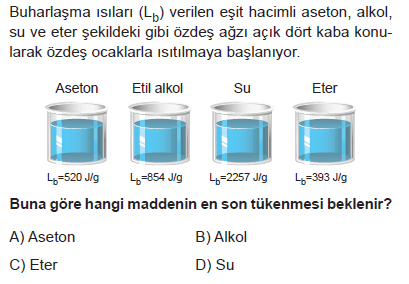 Buharlaşma ısıları (Lb) verilen eşit hacimli aseton, alkol,
su ve eter şekildeki gibi özdeş ağzı açık dört kaba konu-
larak özdeş ocaklarla ısıtılmaya başlanıyor.
Aseton Etil alkol Su Eter
Lb=520 J/g Lb=854 J/g Lb=2257 J/g Lb=393 J/g
Buna göre hangi maddenin en son tükenmesi beklenir?
A) Aseton B) Alkol
C) Eter D) Su